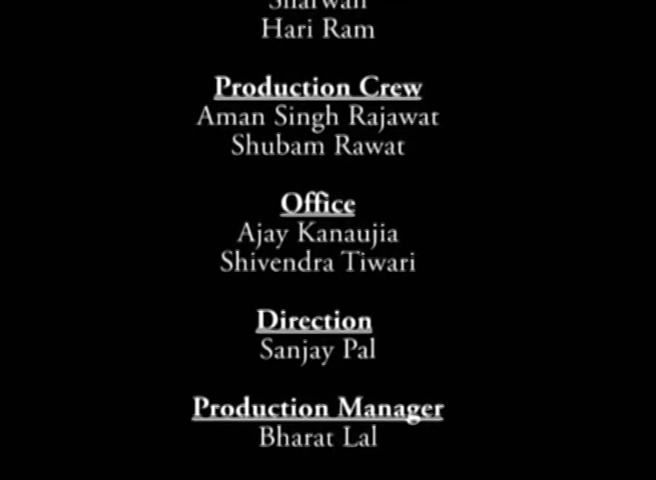 Hari Ram
Production Crew
Aman Singh Rajawat
Shubam Rawat
Office
Ajay Kanaujia
Shivendra Tiwari
Direction
Sanjay Pal
Production Manager
Bharat Lal